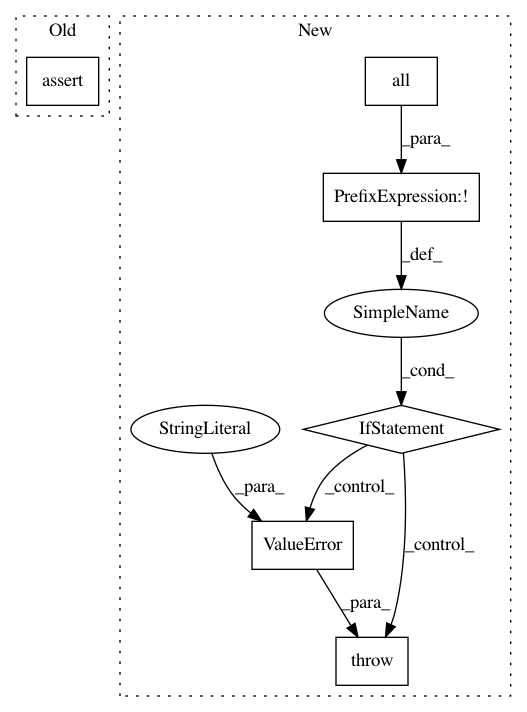 Old
New
assert
all
_para_
PrefixExpression:!
_def_
SimpleName
_cond_
StringLiteral
IfStatement
_para_
_control_
_control_
ValueError
_para_
throw